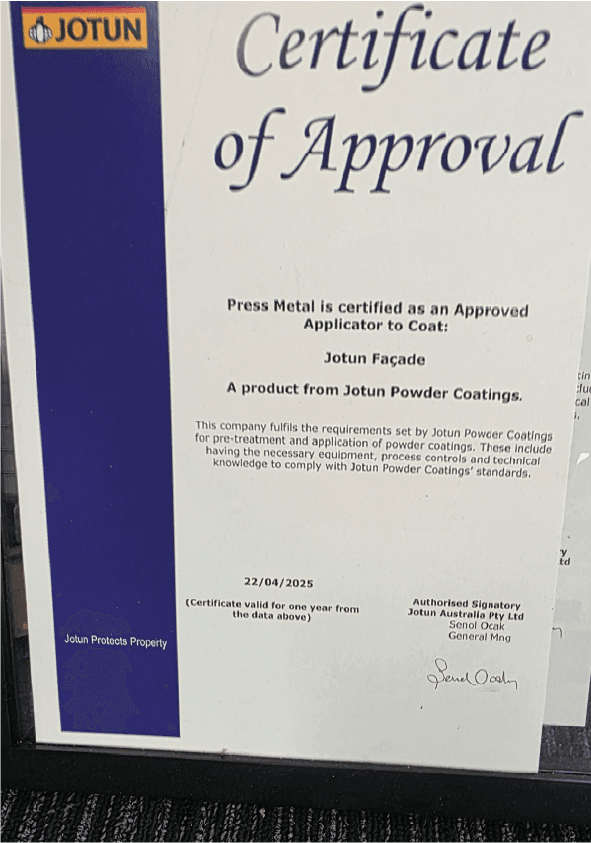 JOTUN
Certificate
of Approval
Press Metal is certified as an Approved
Applicator to Coat:
Jotun Façade
A product from Jotun Powder Coatings.
This company fulfils the requirements set by Jotun Powder Coatings
for pre-treatment and application of powder coatings. These include
having the necessary equipment, process controls and technical
knowledge to comply with Jotun Powder Coatings' standards.
22/04/2025
(Certificate valid for one year from
the data above)
Authorised Signatory
Jotun Australia Pty Ltd
Senol Ocak
General Mng
Jotun Protects Property